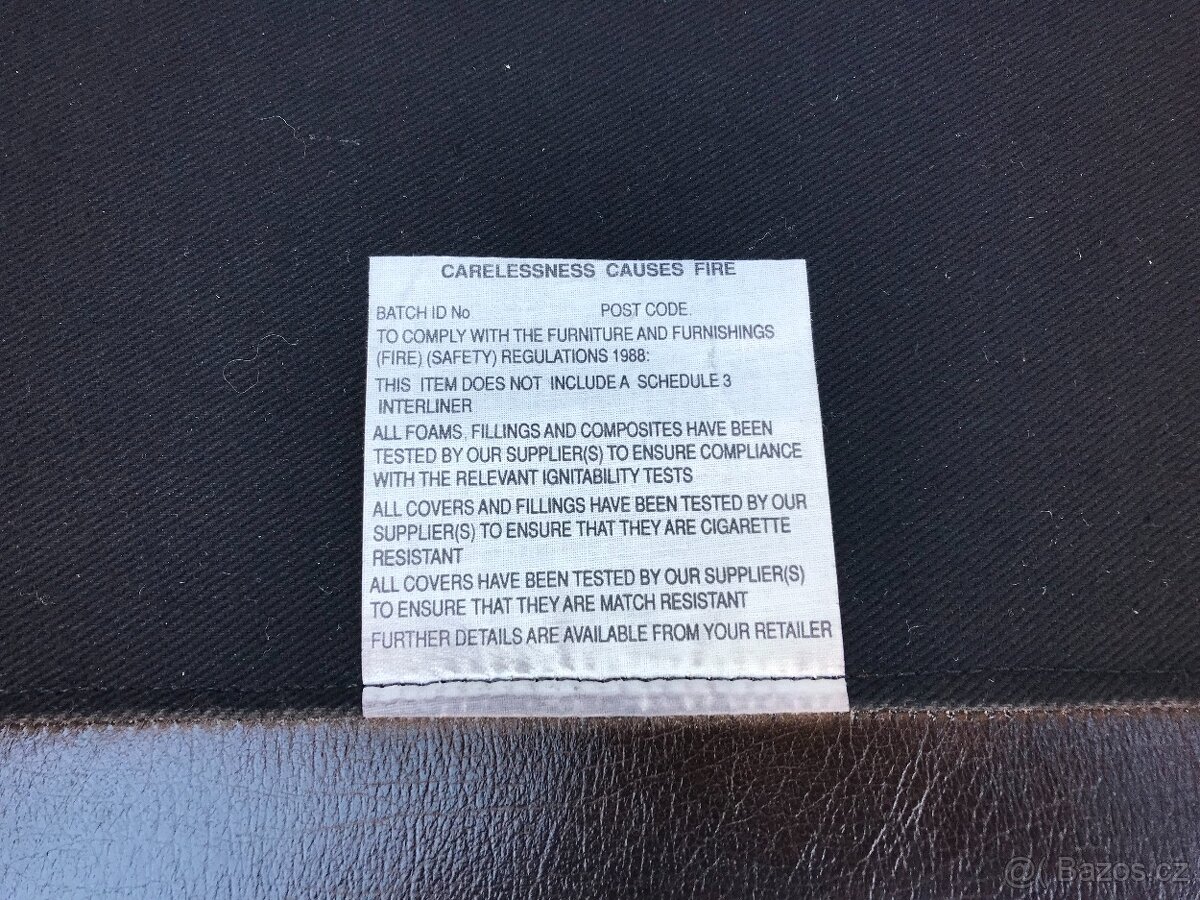 CARELESSNESS CAUSES FIRE
BATCH ID No POST CODE.
TO COMPLY WITH THE FURNITURE AND FURNISHINGS
(FIRE) (SAFETY) REGULATIONS 1988:
THIS ITEM DOES NOT INCLUDE A SCHEDULE 3
INTERLINER
ALL FOAMS, FILLINGS AND COMPOSITES HAVE BEEN
TESTED BY OUR SUPPLIER(S) TO ENSURE COMPLIANCE
WITH THE RELEVANT IGNITABILITY TESTS
ALL COVERS AND FILLINGS HAVE BEEN TESTED BY OUR
SUPPLIER(S) TO ENSURE THAT THEY ARE CIGARETTE
RESISTANT
ALL COVERS HAVE BEEN TESTED BY OUR SUPPLIER(S)
TO ENSURE THAT THEY ARE MATCH RESISTANT
FURTHER DETAILS ARE AVAILABLE FROM YOUR RETAILER
@ Bazos.cz